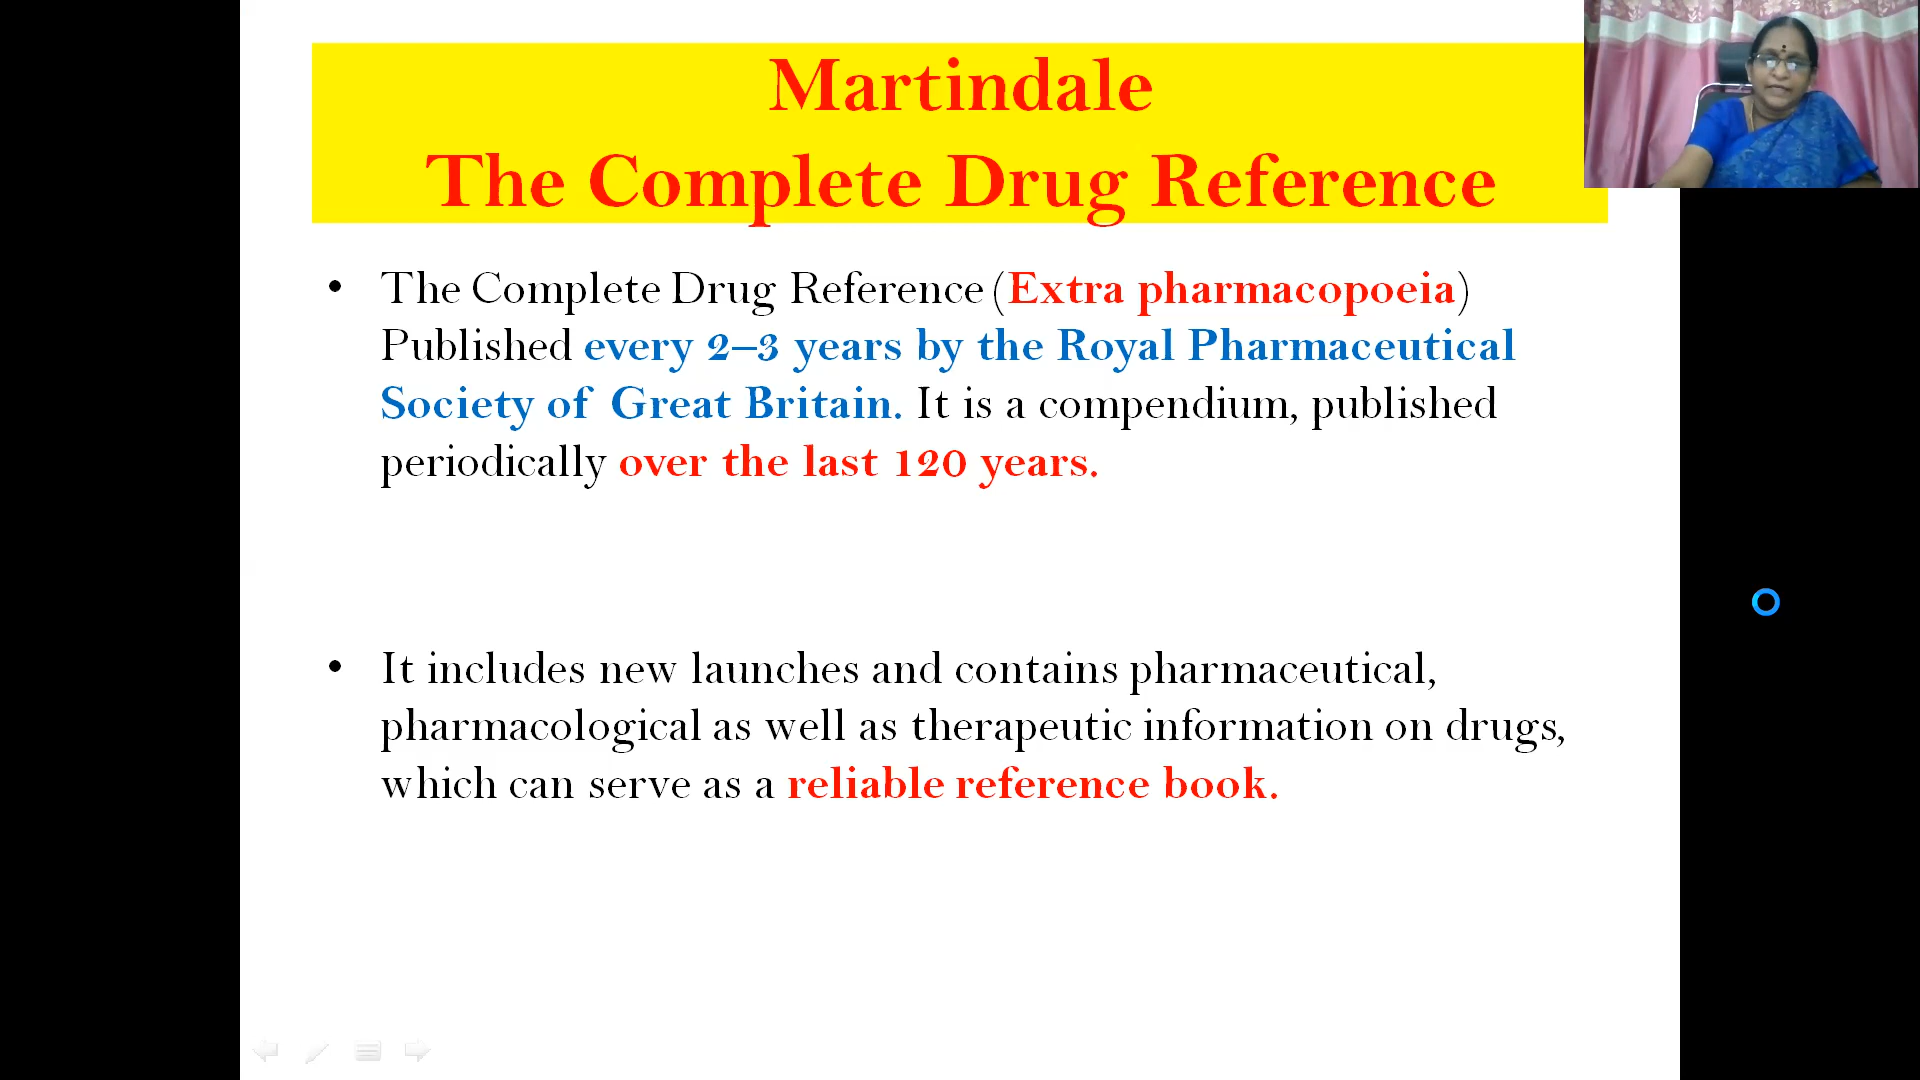 Martindale
The Complete Drug Reference
• The Complete Drug Reference (Extra pharmacopoeia)
Published every 2–3 years by the Royal Pharmaceutical
Society of Great Britain. It is a compendium, published
periodically over the last 120 years.
• It includes new launches and contains pharmaceutical,
pharmacological as well as therapeutic information on drugs,
which can serve as a reliable reference book.